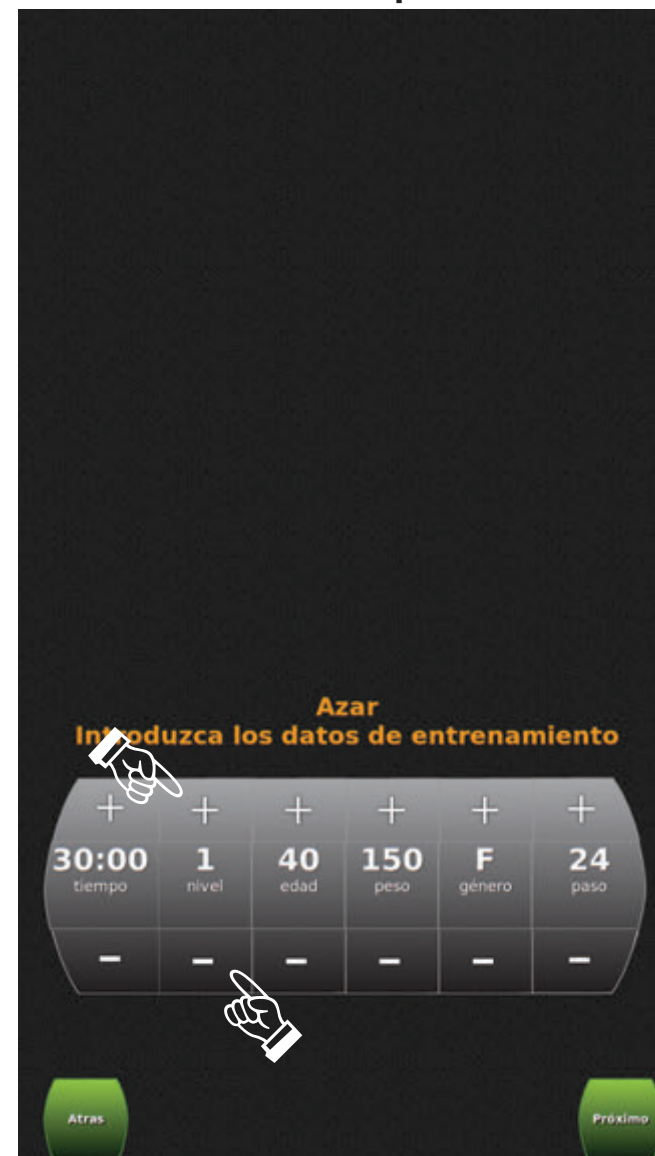 Azar
Introduzca los datos de entrenamiento
+ + + + + +
30:00 1 40 150 F 24
tiempo nivel edad peso género paso
− − − − − −
Atras Próximo